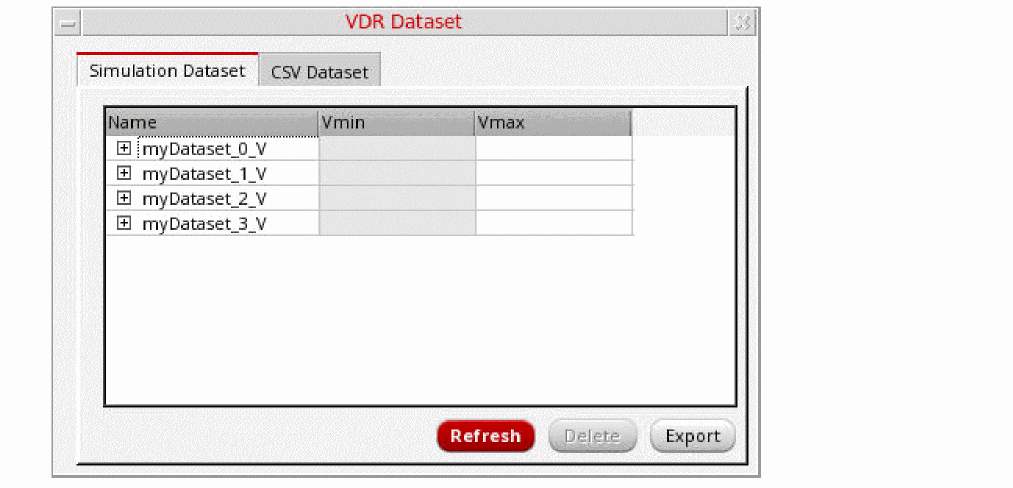 VDR Dataset
Simulation Dataset CSV Dataset
Name Vmin Vmax
myDataset_0_V
myDataset_1_V
myDataset_2_V
myDataset_3_V
Refresh Delete Export